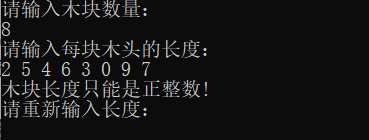 请输入木块数量：
8
请输入每块木头的长度：
2 5 4 6 3 0 9 7
木块长度只能是正整数!
请重新输入长度：